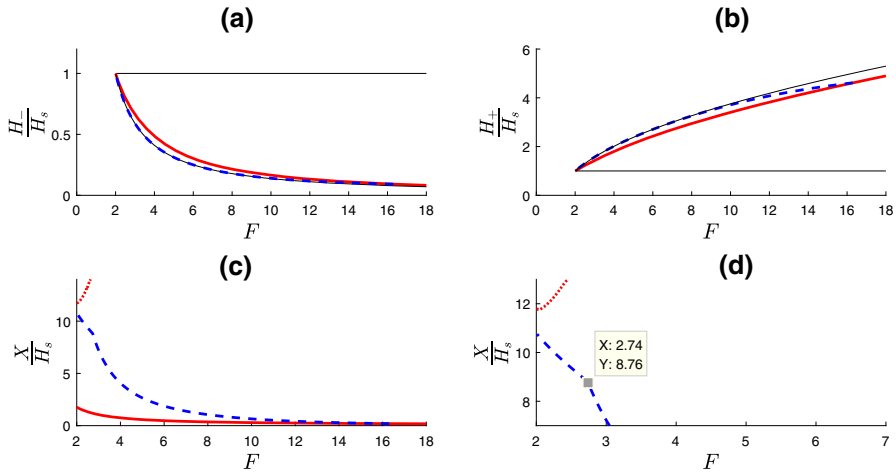 (a)
H₋/Hₛ
1
0.5
0
0 2 4 6 8 10 12 14 16 18
F
(b)
H₊/Hₛ
6
4
2
0
0 2 4 6 8 10 12 14 16 18
F
(c)
X/Hₛ
10
5
0
2 4 6 8 10 12 14 16 18
F
(d)
X/Hₛ
12
10
8
X: 2.74
Y: 8.76
2 3 4 5 6 7
F